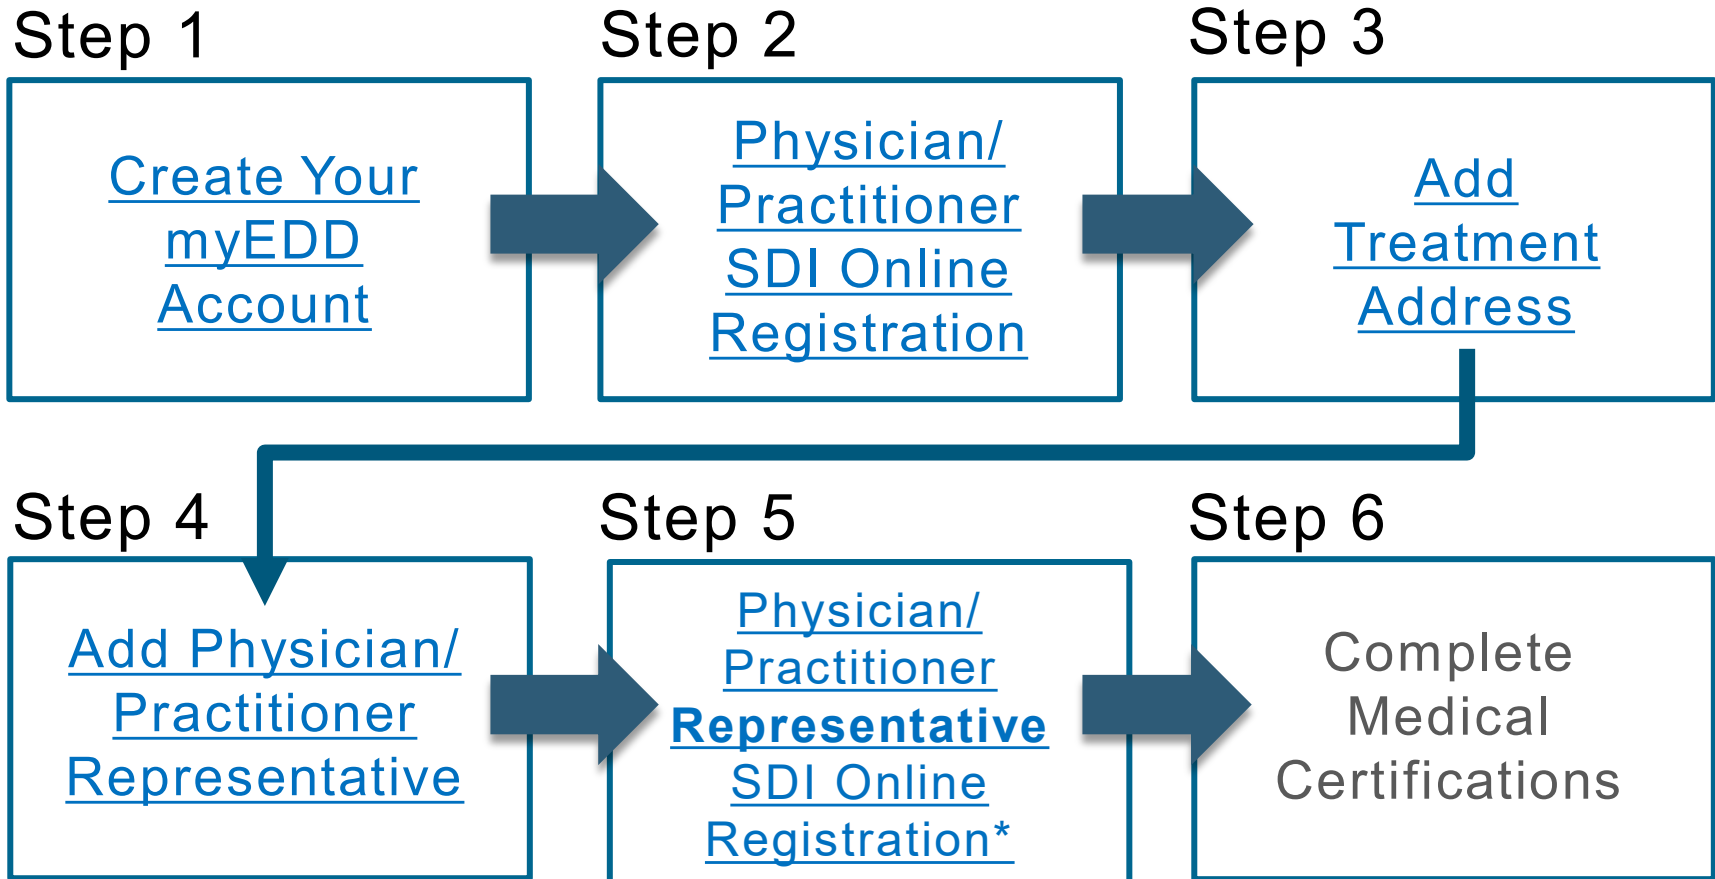 Step 1
Create Your
myEDD
Account
Step 2
Physician/
Practitioner
SDI Online
Registration
Step 3
Add
Treatment
Address
Step 4
Add Physician/
Practitioner
Representative
Step 5
Physician/
Practitioner
Representative
SDI Online
Registration*
Step 6
Complete
Medical
Certifications